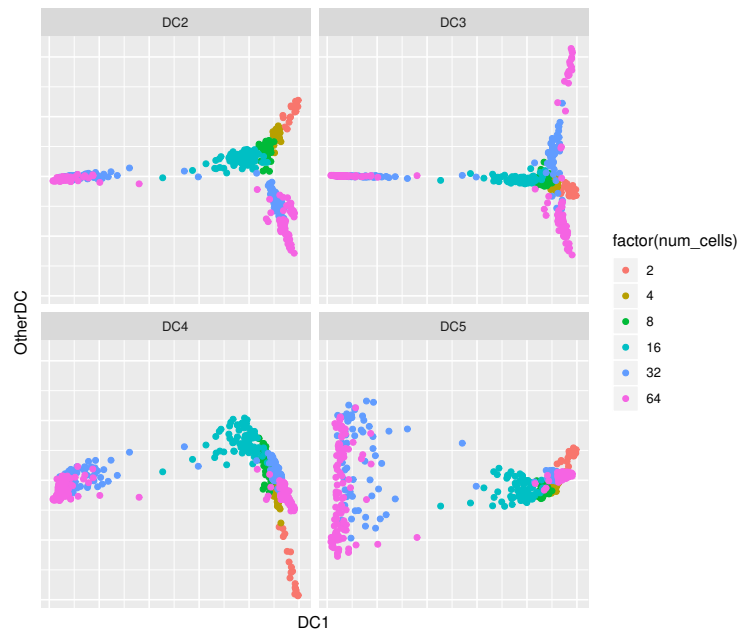 DC2
DC3
DC4
DC5
OtherDC
DC1
factor(num_cells)
2
4
8
16
32
64